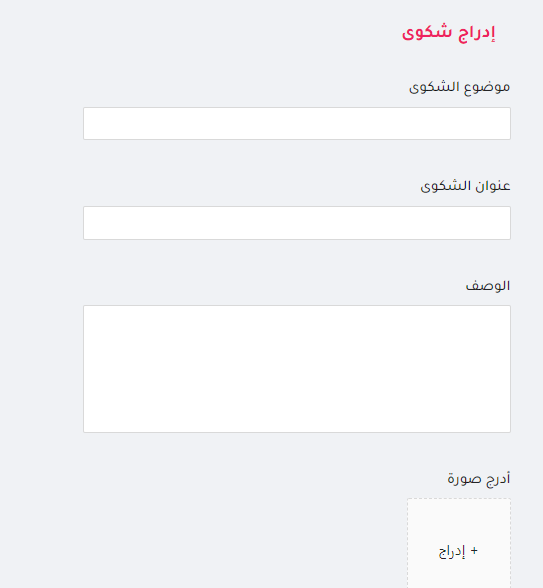 إدراج شكوى
موضوع الشكوى
عنوان الشكوى
الوصف
أدرج صورة
+ إدراج